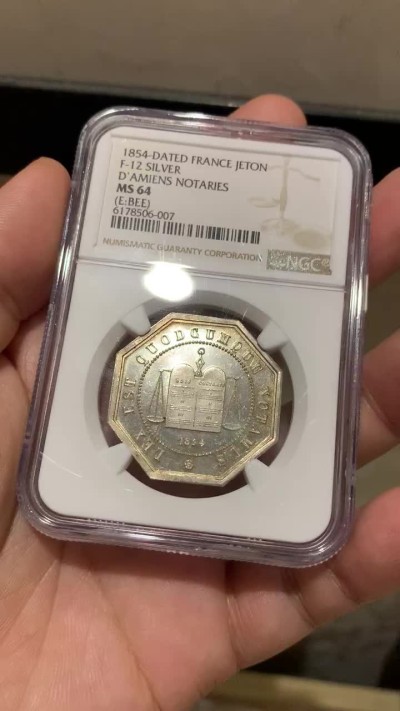 1854-DATED FRANCE JETON
F-12 SILVER
D'AMIENS NOTARIES
MS 64
(E:BEE)
6178506-007
NUMISMATIC GUARANTY CORPORATION
NGC®
LEX EST QUODCUMQUE NOTAMUS
1854